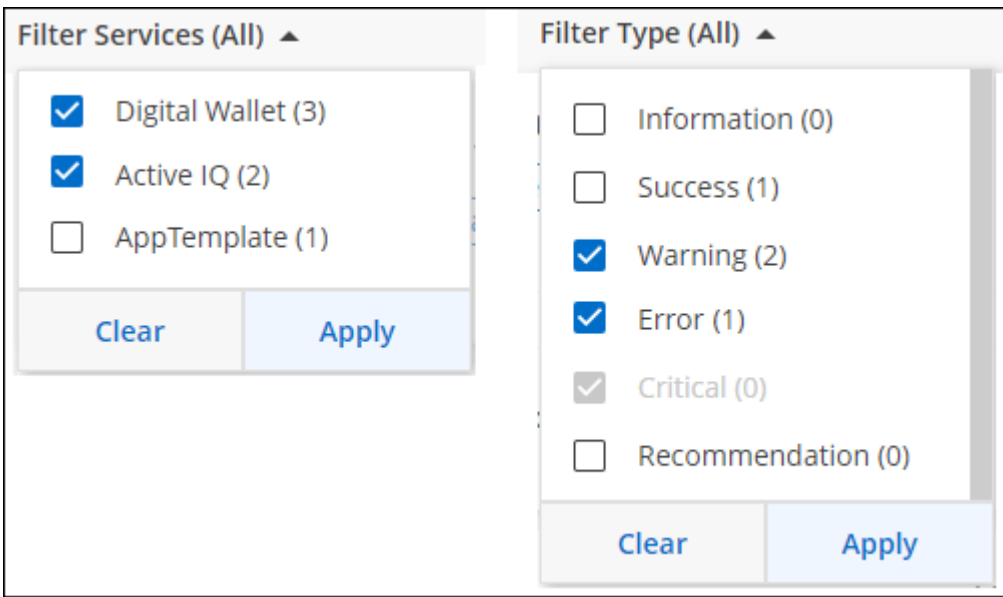 Filter Services (All)
Digital Wallet (3)
Active IQ (2)
AppTemplate (1)
Clear Apply
Filter Type (All)
Information (0)
Success (1)
Warning (2)
Error (1)
Critical (0)
Recommendation (0)
Clear Apply